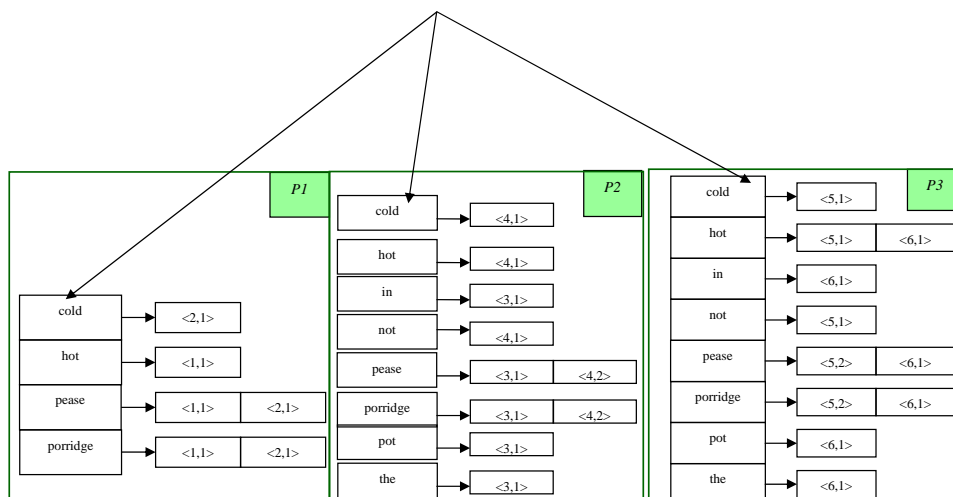 P1
cold <2,1>
hot <1,1>
pease <1,1> <2,1>
porridge <1,1> <2,1>
P2
cold <4,1>
hot <4,1>
in <3,1>
not <4,1>
pease <3,1> <4,2>
porridge <3,1> <4,2>
pot <3,1>
the <3,1>
P3
cold <5,1>
hot <5,1> <6,1>
in <6,1>
not <5,1>
pease <5,2> <6,1>
porridge <5,2> <6,1>
pot <6,1>
the <6,1>